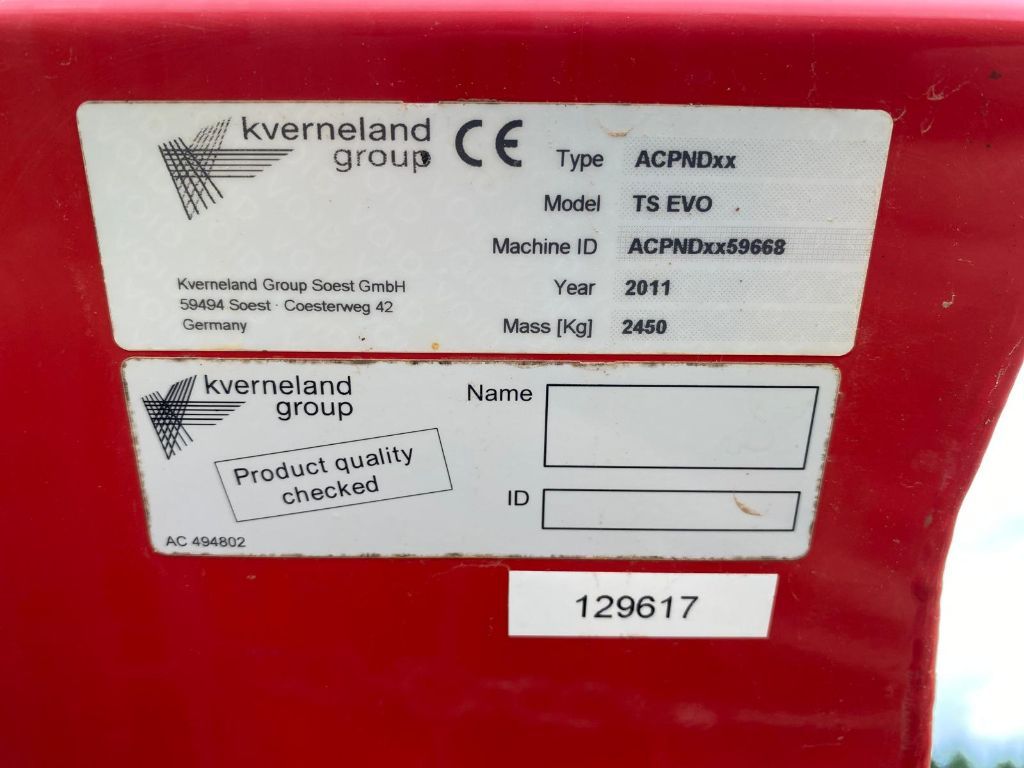 kverneland
group
CE
Type ACPNDxx
Model TS EVO
Machine ID ACPNDxx59668
Year 2011
Mass [Kg] 2450
Kverneland Group Soest GmbH
59494 Soest · Coesterweg 42
Germany
kverneland
group
Name
Product quality
checked
ID
AC 494802
129617